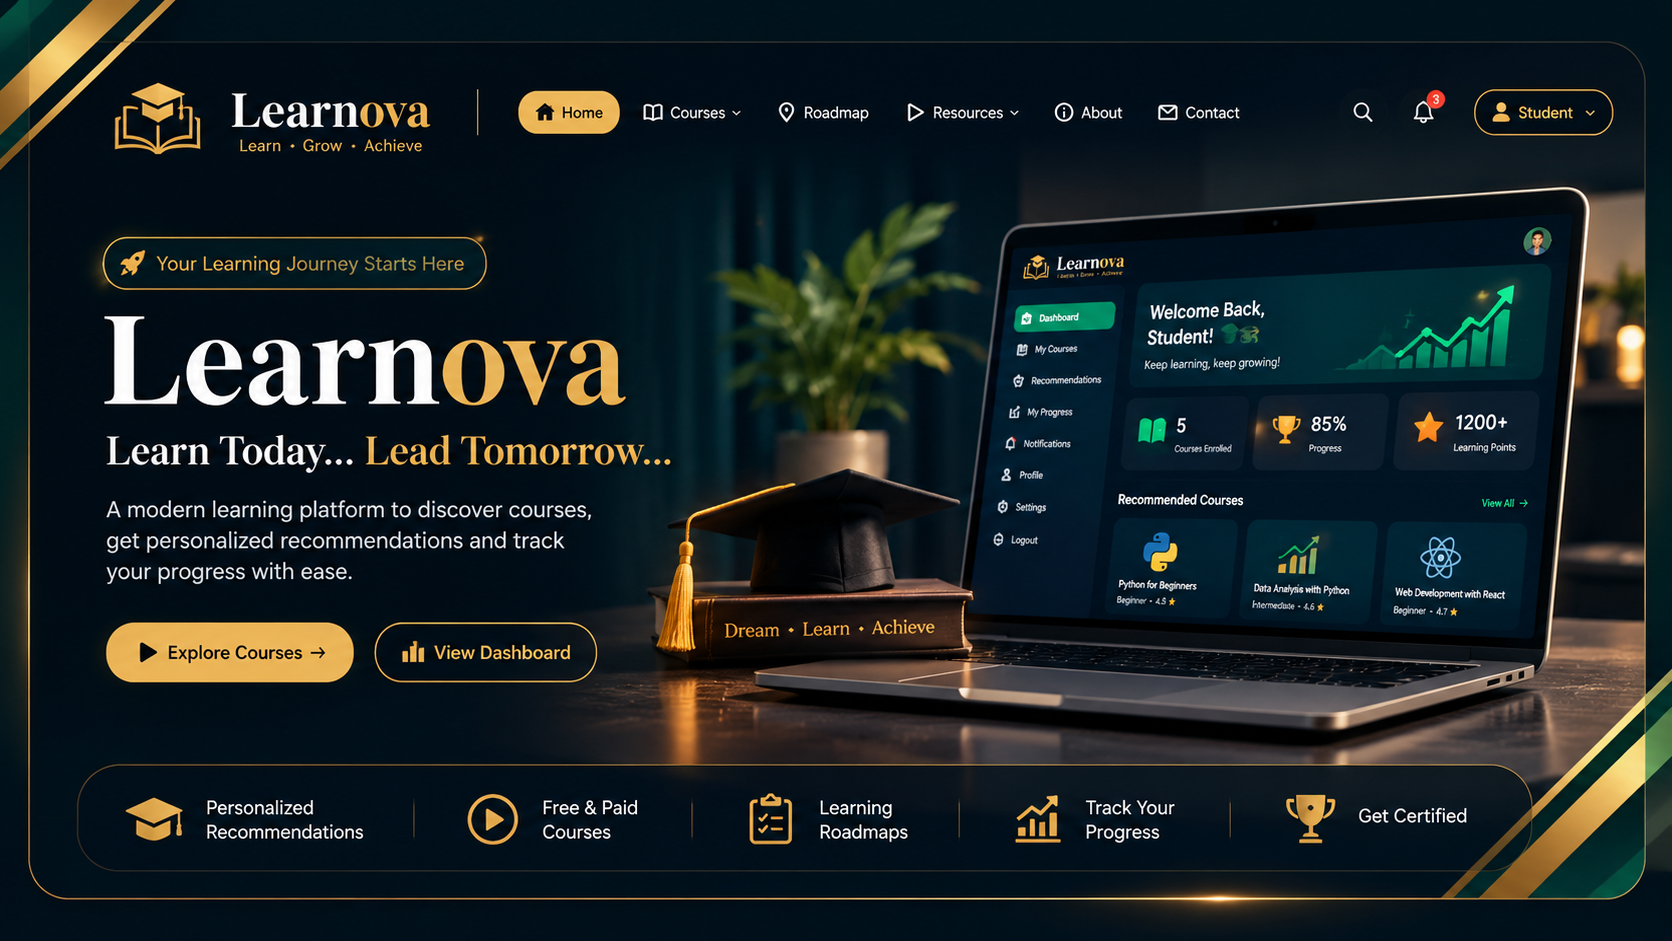 Learnova
Learn • Grow • Achieve
Home
Courses
Roadmap
Resources
About
Contact
3
Student
Your Learning Journey Starts Here
Learnova
Learn Today... Lead Tomorrow...
A modern learning platform to discover courses,
get personalized recommendations and track
your progress with ease.
Explore Courses →
View Dashboard
Dream • Learn • Achieve
Learnova
Dashboard
My Courses
Recommendations
My Progress
Notifications
Profile
Settings
Logout
Welcome Back,
Student!
Keep learning, keep growing!
5
Courses Enrolled
85%
Progress
1200+
Learning Points
Recommended Courses
View All →
Python for Beginners
Beginner • 4.5 ★
Data Analysis with Python
Intermediate • 4.6 ★
Web Development with React
Beginner • 4.7 ★
Personalized
Recommendations
Free & Paid
Courses
Learning
Roadmaps
Track Your
Progress
Get Certified